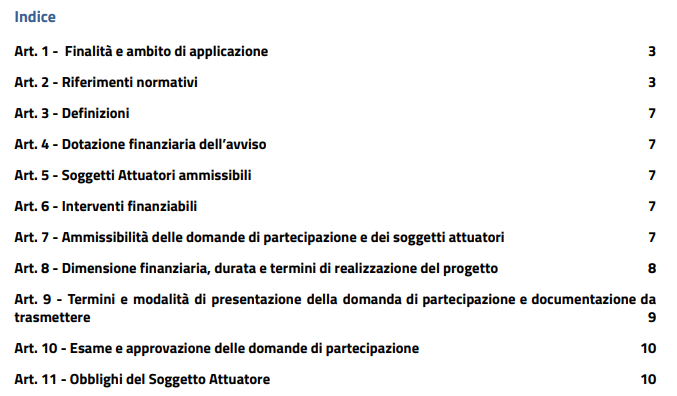 Indice
Art. 1 - Finalità e ambito di applicazione 3
Art. 2 - Riferimenti normativi 3
Art. 3 - Definizioni 7
Art. 4 - Dotazione finanziaria dell’avviso 7
Art. 5 - Soggetti Attuatori ammissibili 7
Art. 6 - Interventi finanziabili 7
Art. 7 - Ammissibilità delle domande di partecipazione e dei soggetti attuatori 7
Art. 8 - Dimensione finanziaria, durata e termini di realizzazione del progetto 8
Art. 9 - Termini e modalità di presentazione della domanda di partecipazione e documentazione da
trasmettere 9
Art. 10 - Esame e approvazione delle domande di partecipazione 10
Art. 11 - Obblighi del Soggetto Attuatore 10